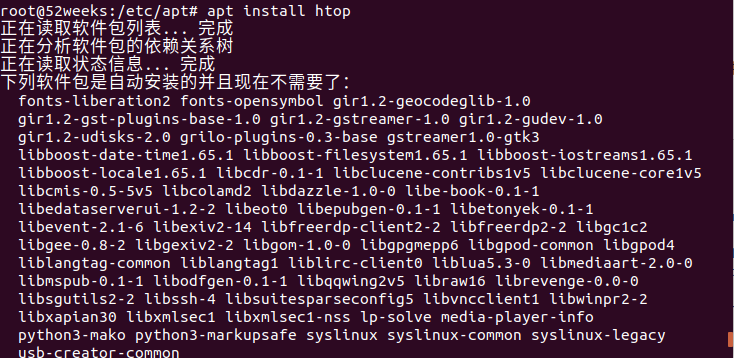 root@52weeks:/etc/apt# apt install htop
正在读取软件包列表... 完成
正在分析软件包的依赖关系树
正在读取状态信息... 完成
下列软件包是自动安装的并且现在不需要了:
fonts-liberation2 fonts-opensymbol gir1.2-geocodeglib-1.0
gir1.2-gst-plugins-base-1.0 gir1.2-gstreamer-1.0 gir1.2-gudev-1.0
gir1.2-udisks-2.0 grilo-plugins-0.3-base gstreamer1.0-gtk3
libboost-date-time1.65.1 libboost-filesystem1.65.1 libboost-iostreams1.65.1
libboost-locale1.65.1 libcdr-0.1-1 libclucene-contribs1v5 libclucene-core1v5
libcmis-0.5-5v5 libcolamd2 libdazzle-1.0-0 libe-book-0.1-1
libedataserverui-1.2-2 libeot0 libepubgen-0.1-1 libetonyek-0.1-1
libevent-2.1-6 libexiv2-14 libfreerdp-client2-2 libfreerdp2-2 libgc1c2
libgee-0.8-2 libgexiv2-2 libgom-1.0-0 libgpgmepp6 libgpod-common libgpod4
liblangtag-common liblangtag1 liblirc-client0 liblua5.3-0 libmediaart-2.0-0
libmspub-0.1-1 libodfgen-0.1-1 libqqwing2v5 libraw16 librevenge-0.0-0
libsgutils2-2 libssh-4 libsuitesparseconfig5 libvncclient1 libwinpr2-2
libxapian30 libxmlsec1 libxmlsec1-nss lp-solve media-player-info
python3-mako python3-markupsafe syslinux syslinux-common syslinux-legacy
usb-creator-common